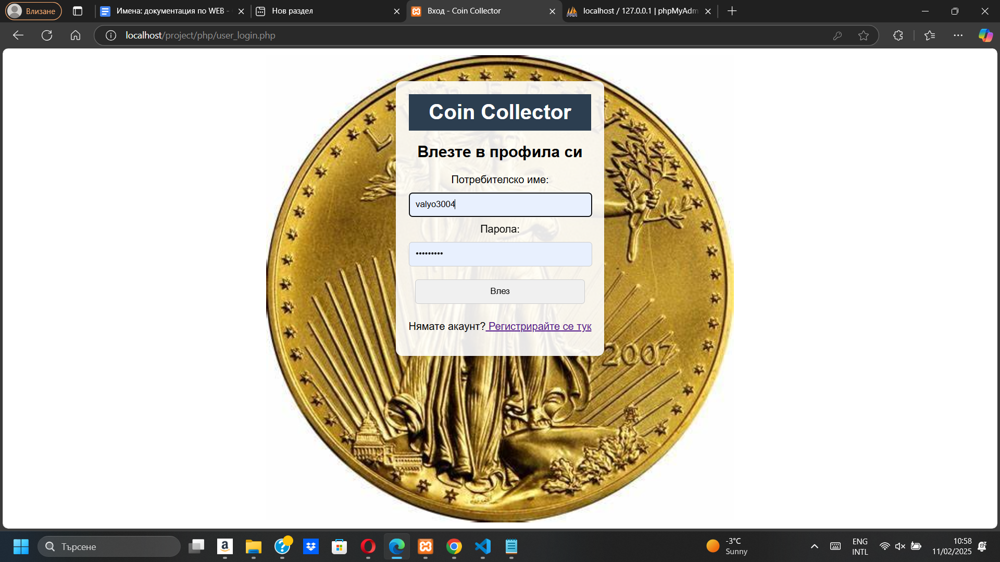 Влизане
Имена: документация по WEB -
Нов раздел
Вход - Coin Collector
localhost / 127.0.0.1 | phpMyAdm
localhost/project/php/user_login.php
Coin Collector
Влезте в профила си
Потребителско име:
valyo3004
Парола:
•••••••••
Влез
Нямате акаунт? Регистрирайте се тук
L
2007
Търсене
-3°C
Sunny
ENG
INTL
10:58
11/02/2025